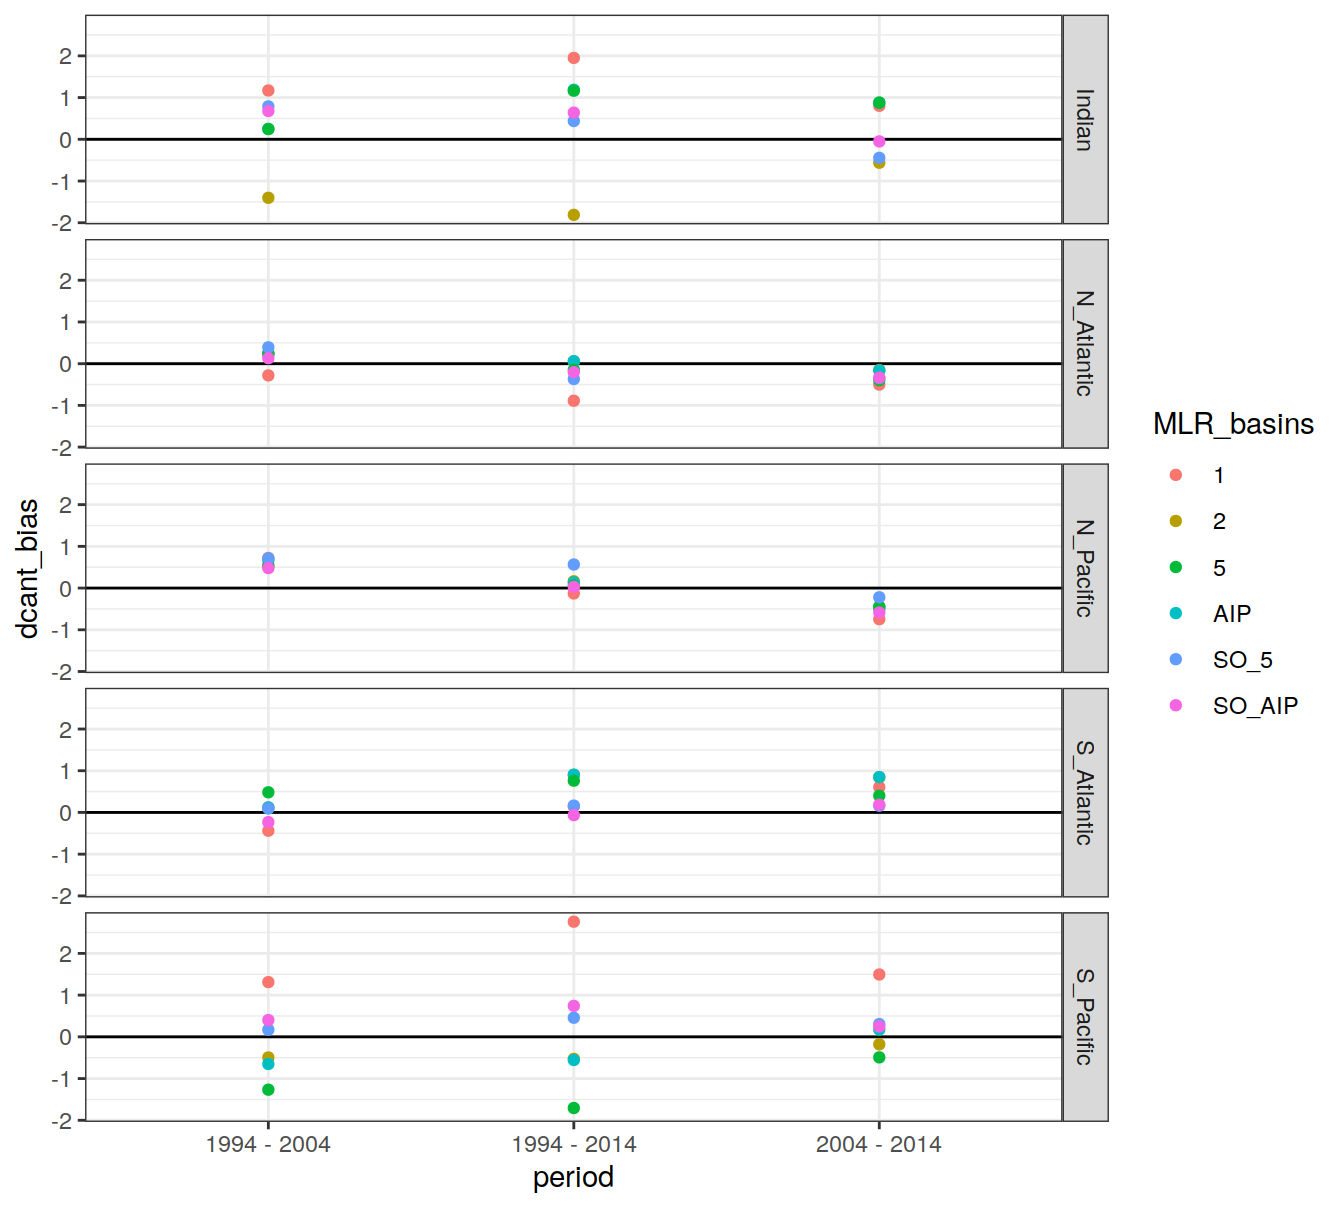 2
1
0
-1
-2
Indian
2
1
0
-1
-2
N_Atlantic
2
1
0
-1
-2
N_Pacific
2
1
0
-1
-2
S_Atlantic
2
1
0
-1
-2
S_Pacific
dcant_bias
1994 - 2004
1994 - 2014
2004 - 2014
period
MLR_basins
1
2
5
AIP
SO_5
SO_AIP